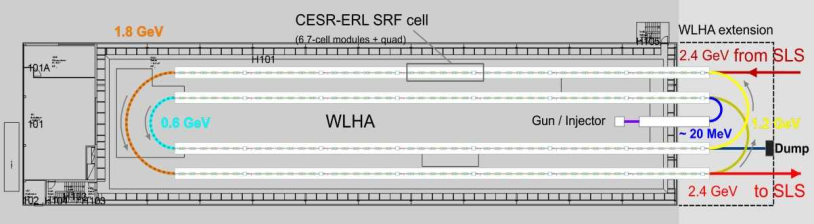 1.8 GeV
CESR-ERL SRF cell
(6 7-cell modules + quad)
H105
WLHA extension
H101
2.4 GeV from SLS
101A
101
0.6 GeV
WLHA
Gun / Injector
~ 20 MeV
1.2 GeV
Dump
2.4 GeV to SLS
102
H104
H103